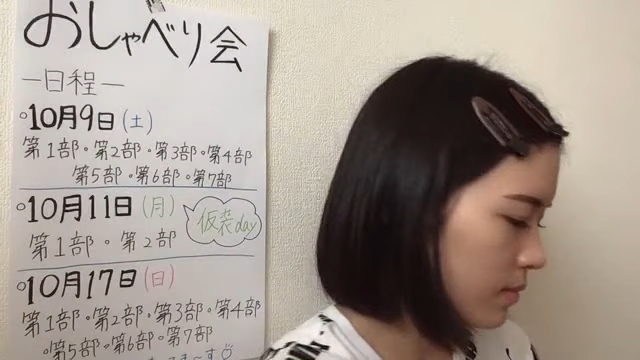 おしゃべり会
一日程一
○10月9日(土)
第1部。第2部。第3部。第4部
第5部。第6部。第7部
○10月11日(月) 仮装day
第1部。第2部
○10月17日(日)
第1部。第2部。第3部。第4部
。第5部。第6部。第7部